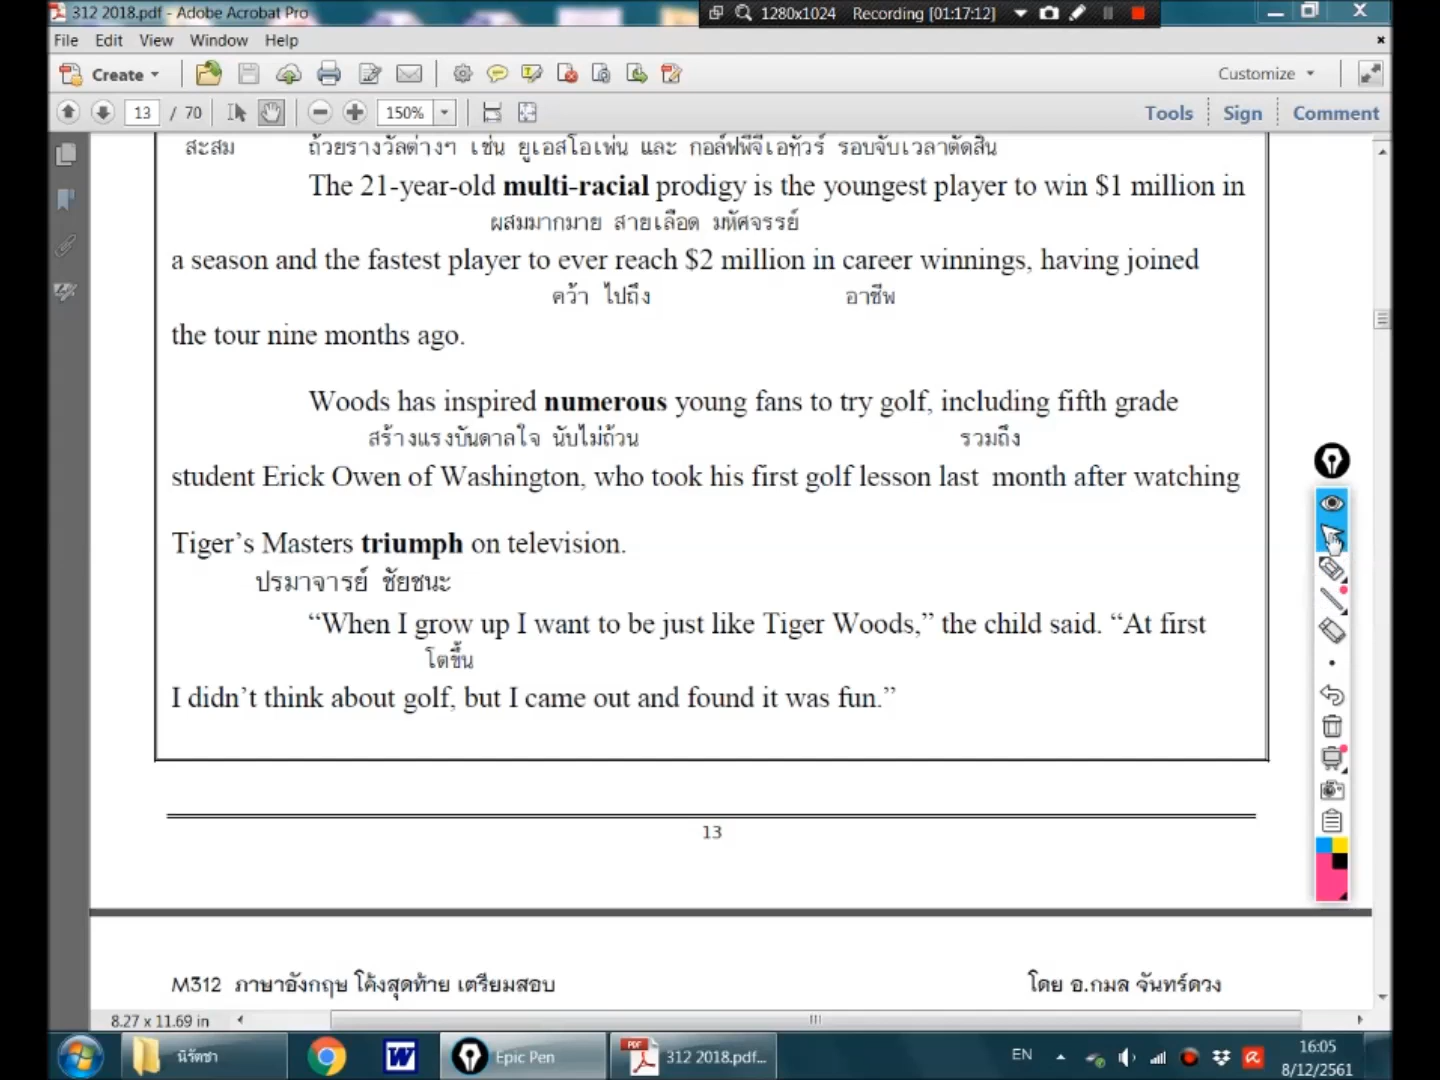 312 2018.pdf - Adobe Acrobat Pro
1280x1024 Recording [01:17:12]
File Edit View Window Help
Create Customize
13 / 70 150% Tools Sign Comment
สะสม ถ้วยรางวัลต่างๆ เช่น ยูเอสโอเพ่น และ กอล์ฟพีจีเอทัวร์ รอบจับเวลาตัดสิน
The 21-year-old multi-racial prodigy is the youngest player to win $1 million in
ผสมมากมาย สายเลือด มหัศจรรย์
a season and the fastest player to ever reach $2 million in career winnings, having joined
คว้า ไปถึง อาชีพ
the tour nine months ago.
Woods has inspired numerous young fans to try golf, including fifth grade
สร้างแรงบันดาลใจ นับไม่ถ้วน รวมถึง
student Erick Owen of Washington, who took his first golf lesson last month after watching
Tiger’s Masters triumph on television.
ปรมาจารย์ ชัยชนะ
“When I grow up I want to be just like Tiger Woods,” the child said. “At first
โตขึ้น
I didn’t think about golf, but I came out and found it was fun.”
13
M312 ภาษาอังกฤษ โค้งสุดท้าย เตรียมสอบ โดย อ.กมล จันทร์ดวง
8.27 x 11.69 in
นิรัตชา Epic Pen 312 2018.pdf... EN 16:05
8/12/2561